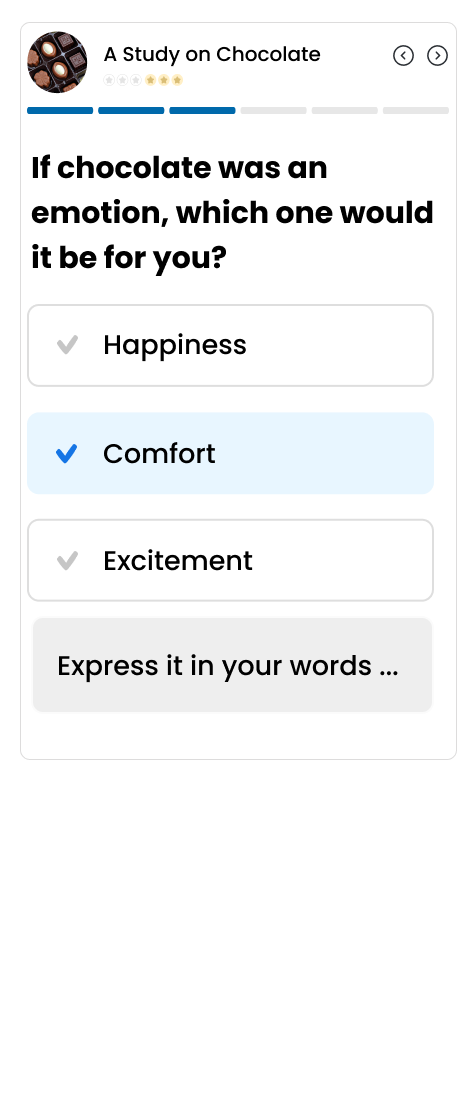 A Study on Chocolate
If chocolate was an
emotion, which one would
it be for you?
Happiness
Comfort
Excitement
Express it in your words ...